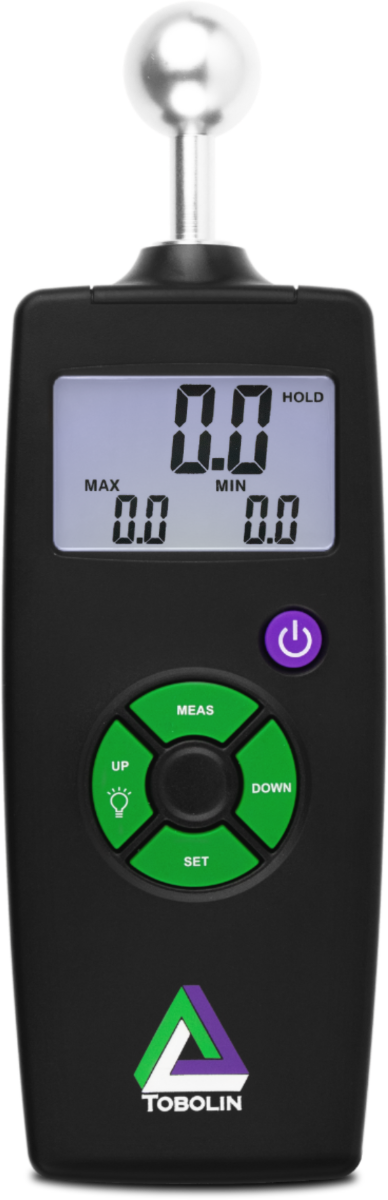 0.0 HOLD
MAX MIN
0.0 0.0
MEAS
UP DOWN
SET
TOBOLIN